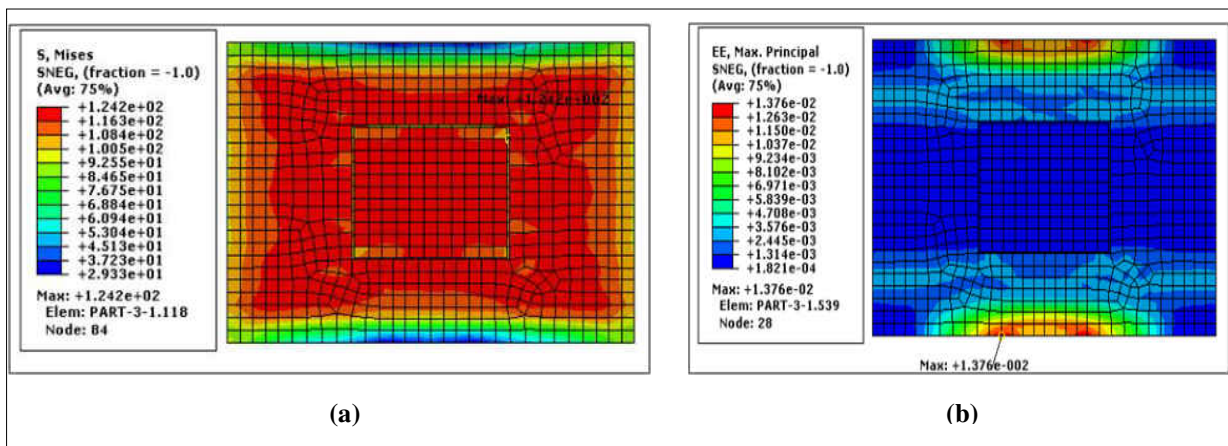 S, Mises
SNEG, (fraction = -1.0)
(Avg: 75%)
+1.242e+02
+1.163e+02
+1.084e+02
+1.005e+02
+9.255e+01
+8.465e+01
+7.675e+01
+6.884e+01
+6.094e+01
+5.304e+01
+4.513e+01
+3.723e+01
+2.933e+01
Max: +1.242e+02
Elem: PART-3-1.118
Node: 84
Max: +1.242e+002
(a)
EE, Max. Principal
SNEG, (fraction = -1.0)
(Avg: 75%)
+1.376e-02
+1.263e-02
+1.150e-02
+1.037e-02
+9.234e-03
+8.102e-03
+6.971e-03
+5.839e-03
+4.708e-03
+3.576e-03
+2.445e-03
+1.314e-03
+1.821e-04
Max: +1.376e-02
Elem: PART-3-1.539
Node: 28
Max: +1.376e-002
(b)